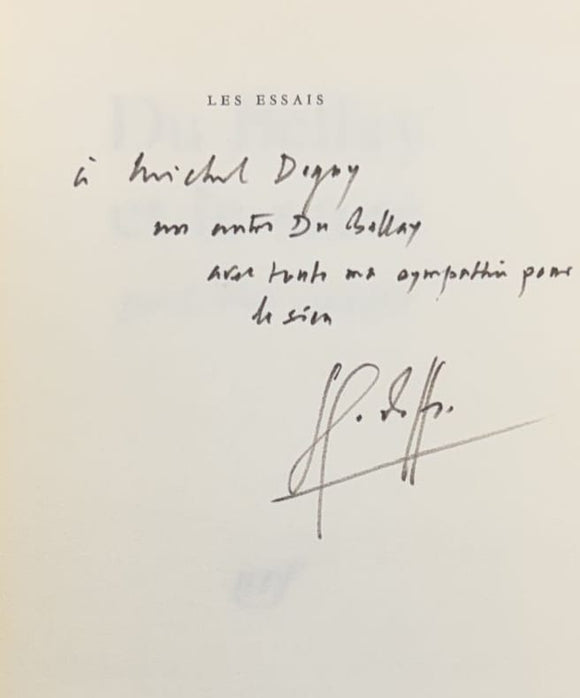 LES ESSAIS
à Michel Deguy
un autre Du Bellay
avec toute ma sympathie pour
le sien